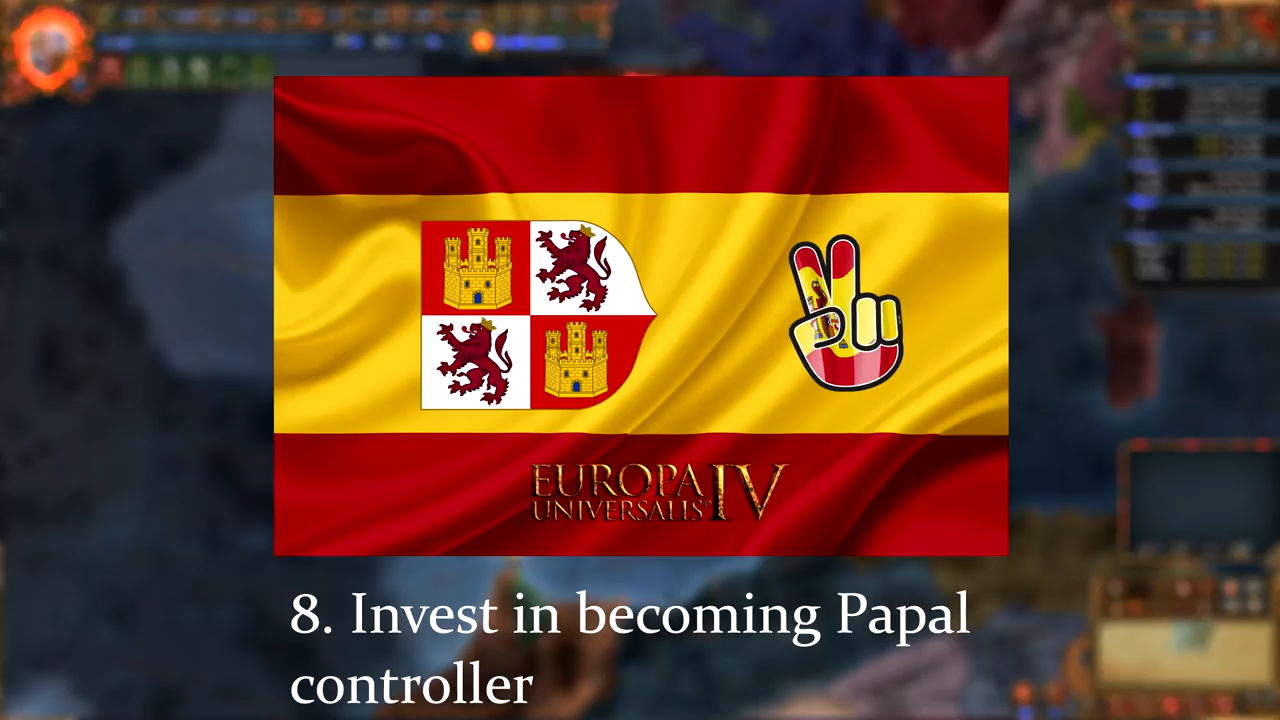 EUROPA IV
UNIVERSALIS
8. Invest in becoming Papal
controller